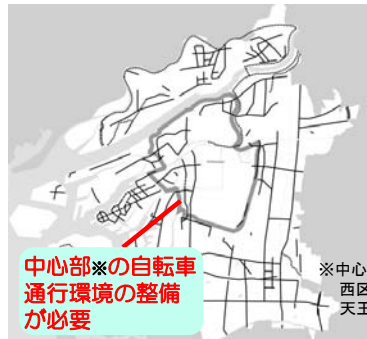 中心部※の自転車
通行環境の整備
が必要
※中心
西区
天王